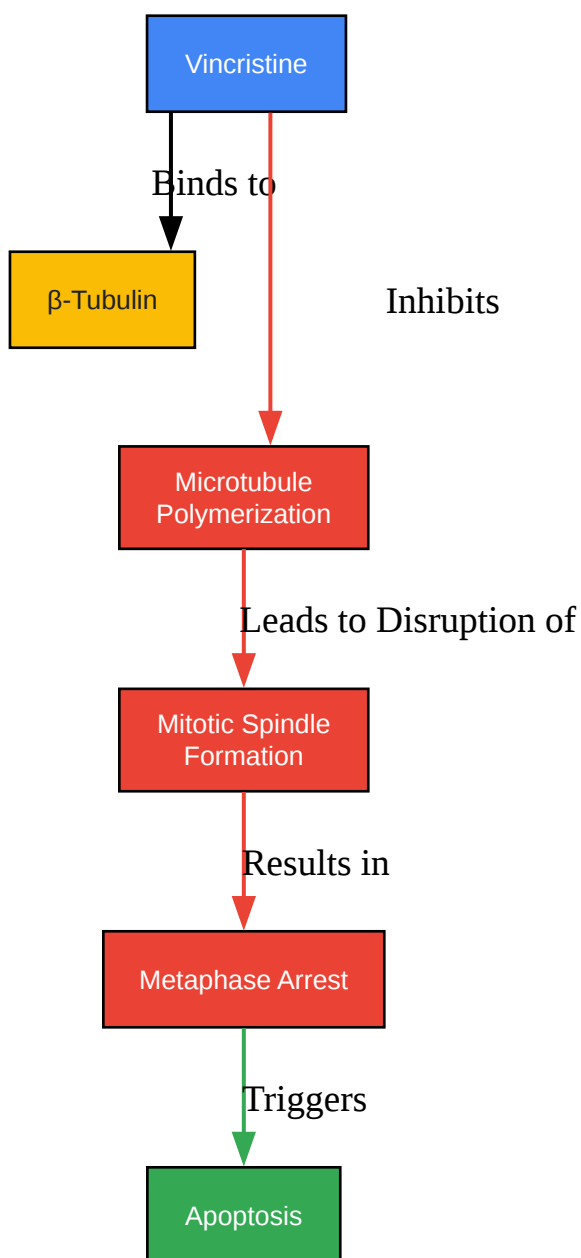 Vincristine
Binds to
β-Tubulin
Inhibits
Microtubule
Polymerization
Leads to Disruption of
Mitotic Spindle
Formation
Results in
Metaphase Arrest
Triggers
Apoptosis